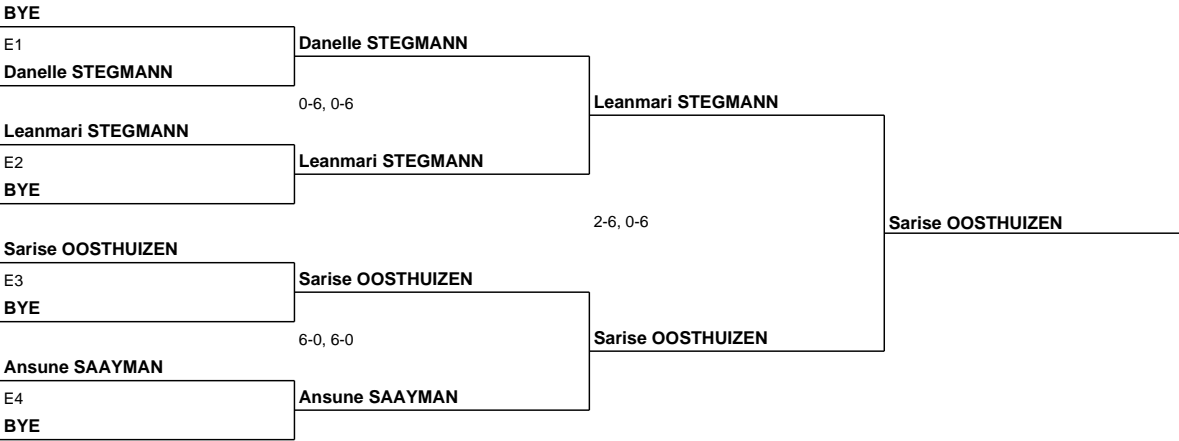 BYE
E1
Danelle STEGMANN
Danelle STEGMANN
0-6, 0-6
Leanmari STEGMANN
Leanmari STEGMANN
E2
Leanmari STEGMANN
BYE
2-6, 0-6
Sarise OOSTHUIZEN
Sarise OOSTHUIZEN
E3
Sarise OOSTHUIZEN
BYE
6-0, 6-0
Sarise OOSTHUIZEN
Ansune SAAYMAN
E4
Ansune SAAYMAN
BYE